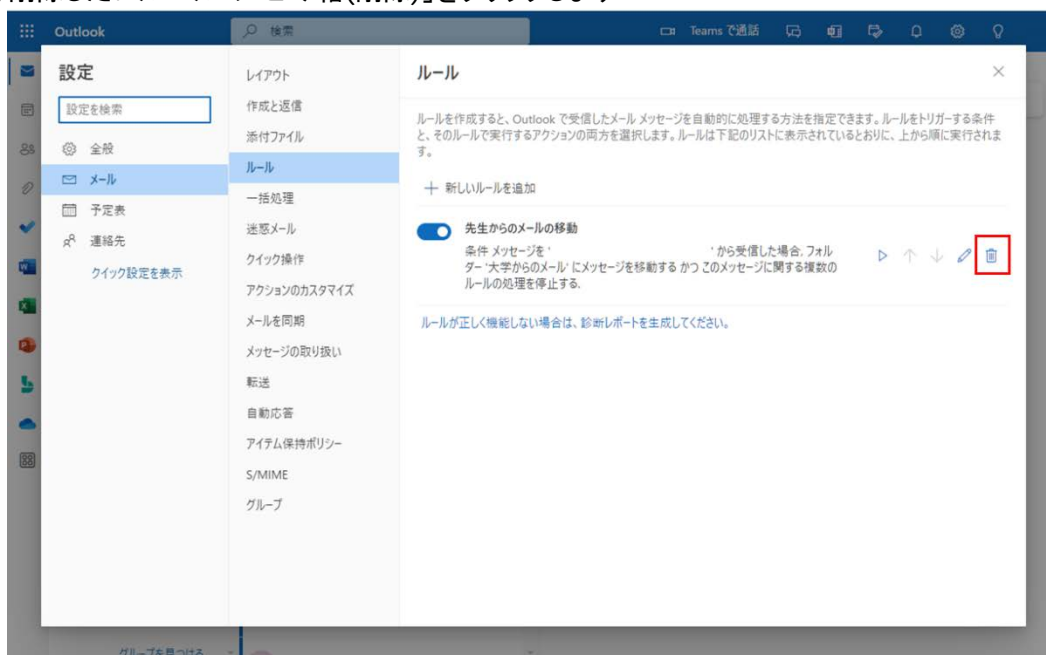 Outlook
検索
Teams で通話
設定
設定を検索
全般
メール
予定表
連絡先
クイック設定を表示
レイアウト
作成と返信
添付ファイル
ルール
一括処理
迷惑メール
クイック操作
アクションのカスタマイズ
メールを同期
メッセージの取り扱い
転送
自動応答
アイテム保持ポリシー
S/MIME
グループ
ルール
ルールを作成すると、Outlook で受信したメール メッセージを自動的に処理する方法を指定できます。ルールをトリガーする条件
と、そのルールで実行するアクションの両方を選択します。ルールは下記のリストに表示されているとおりに、上から順に実行されま
す。
新しいルールを追加
先生からのメールの移動
条件 メッセージを ' ' から受信した場合, フォル
ダー '大学からのメール' にメッセージを移動する かつ このメッセージに関する複数の
ルールの処理を停止する.
ルールが正しく機能しない場合は、診断レポートを生成してください。
グループを見つける